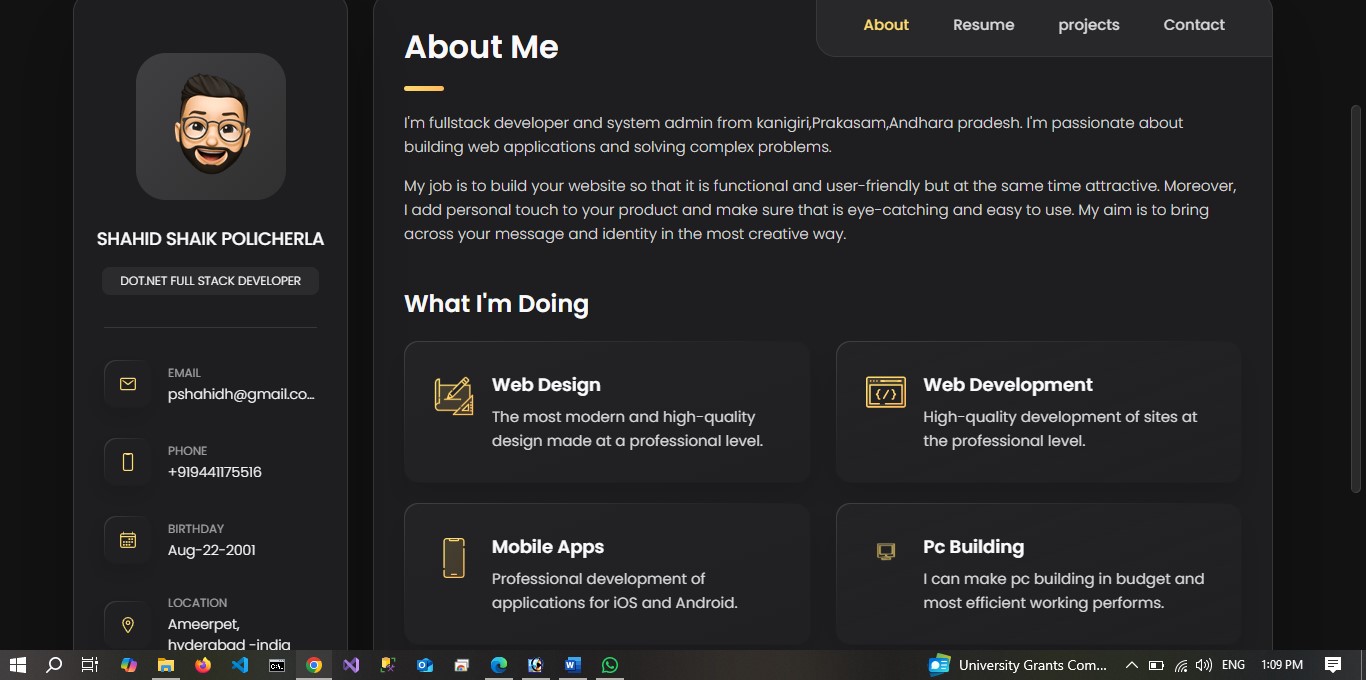 About
Resume
projects
Contact
SHAHID SHAIK POLICHERLA
DOT.NET FULL STACK DEVELOPER
EMAIL
pshahidh@gmail.co...
PHONE
+919441175516
BIRTHDAY
Aug-22-2001
LOCATION
Ameerpet,
hyderabad -india
About Me
I'm fullstack developer and system admin from kanigiri,Prakasam,Andhara pradesh. I'm passionate about
building web applications and solving complex problems.
My job is to build your website so that it is functional and user-friendly but at the same time attractive. Moreover,
I add personal touch to your product and make sure that is eye-catching and easy to use. My aim is to bring
across your message and identity in the most creative way.
What I'm Doing
Web Design
The most modern and high-quality
design made at a professional level.
Web Development
High-quality development of sites at
the professional level.
Mobile Apps
Professional development of
applications for iOS and Android.
Pc Building
I can make pc building in budget and
most efficient working performs.
University Grants Com...
ENG
1:09 PM